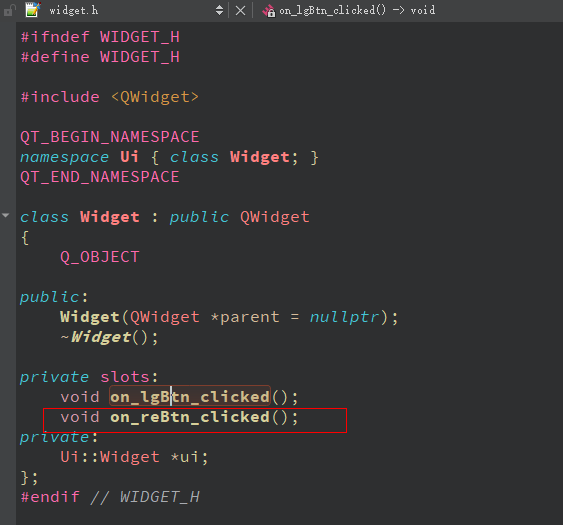 widget.h
on_lgBtn_clicked() -> void
#ifndef WIDGET_H
#define WIDGET_H
#include <QWidget>
QT_BEGIN_NAMESPACE
namespace Ui { class Widget; }
QT_END_NAMESPACE
class Widget : public QWidget
{
    Q_OBJECT
public:
    Widget(QWidget *parent = nullptr);
    ~Widget();
private slots:
    void on_lgBtn_clicked();
    void on_reBtn_clicked();
private:
    Ui::Widget *ui;
};
#endif // WIDGET_H